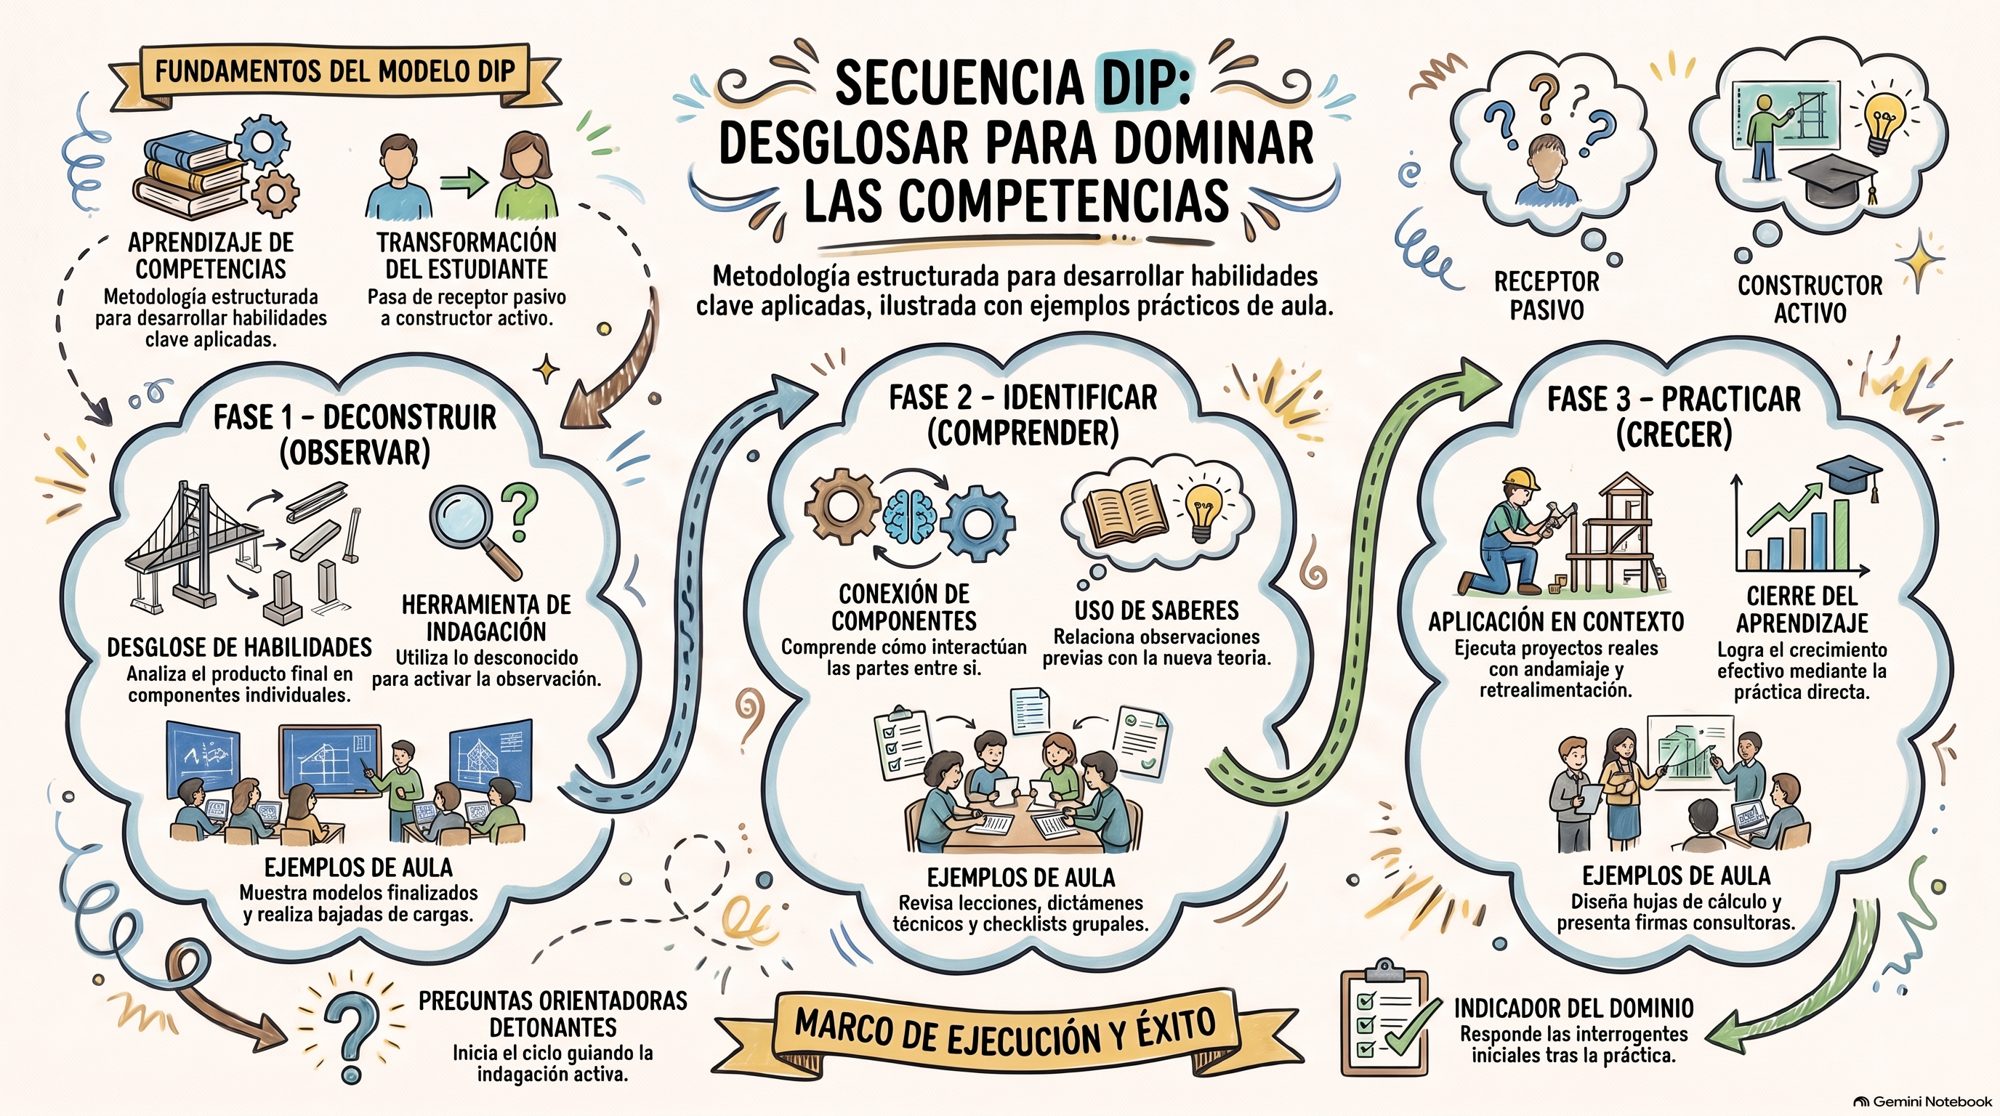 FUNDAMENTOS DEL MODELO DIP
APRENDIZAJE DE
COMPETENCIAS
Metodología estructurada
para desarrollar habilidades
clave aplicadas.
TRANSFORMACIÓN
DEL ESTUDIANTE
Pasa de receptor pasivo
a constructor activo.
SECUENCIA DIP:
DESGLOSAR PARA DOMINAR
LAS COMPETENCIAS
Metodología estructurada para desarrollar habilidades
clave aplicadas, ilustrada con ejemplos prácticos de aula.
RECEPTOR
PASIVO
CONSTRUCTOR
ACTIVO
FASE 1 - DECONSTRUIR
(OBSERVAR)
DESGLOSE DE HABILIDADES
Analiza el producto final en
componentes individuales.
HERRAMIENTA DE
INDAGACIÓN
Utiliza lo desconocido
para activar la observación.
EJEMPLOS DE AULA
Muestra modelos finalizados
y realiza bajadas de cargas.
FASE 2 - IDENTIFICAR
(COMPRENDER)
CONEXIÓN DE
COMPONENTES
Comprende cómo interactúan
las partes entre si.
USO DE SABERES
Relaciona observaciones
previas con la nueva teoria.
EJEMPLOS DE AULA
Revisa lecciones, dictámenes
técnicos y checklists grupales.
FASE 3 - PRACTICAR
(CRECER)
APLICACIÓN EN CONTEXTO
Ejecuta proyectos reales
con andamiaje y
retrealimentación.
CIERRE DEL
APRENDIZAJE
Logra el crecimiento
efectivo mediante la
práctica directa.
EJEMPLOS DE AULA
Diseña hujas de cálculo y
presenta firmas consultoras.
PREGUNTAS ORIENTADORAS
DETONANTES
Inicia el ciclo guiando la
indagación activa.
MARCO DE EJECUCIÓN Y ÉXITO
INDICADOR DEL DOMINIO
Responde las interrogentes
iniciales tras la práctica.
Gemini Notebook